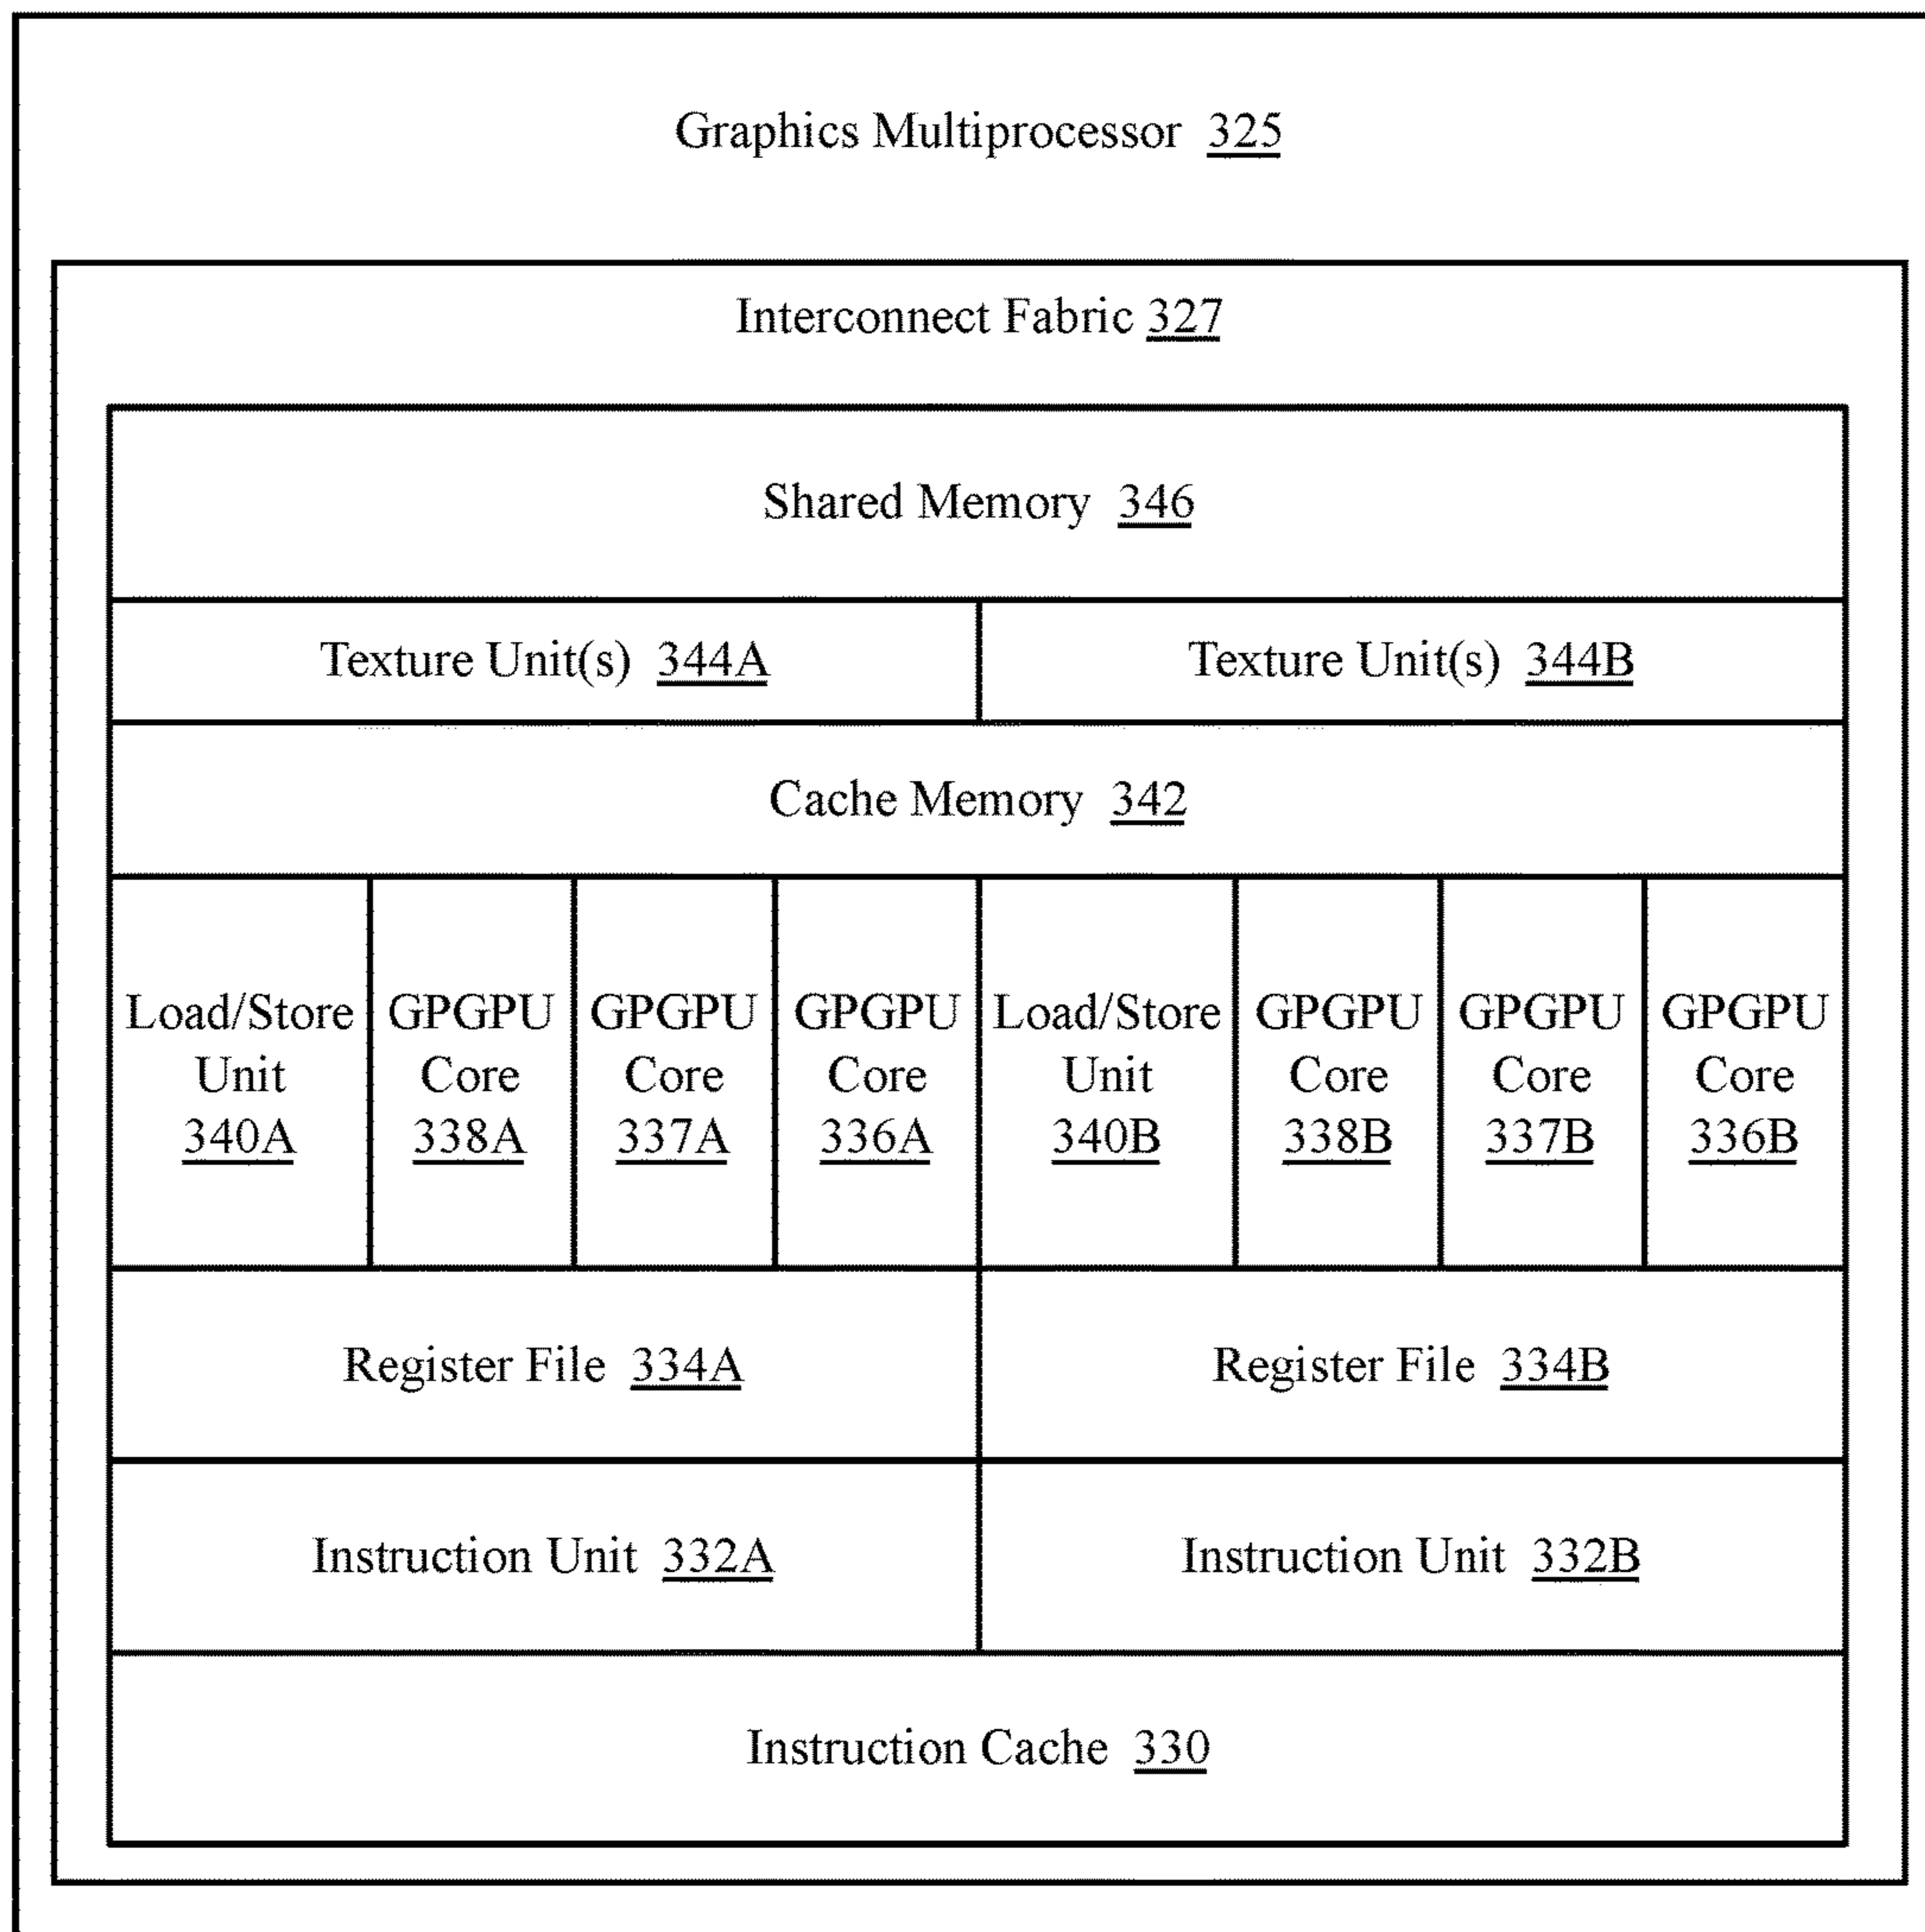 Graphics Multiprocessor 325
Interconnect Fabric 327
Shared Memory 346
Texture Unit(s) 344A
Texture Unit(s) 344B
Cache Memory 342
Load/Store
Unit
340A
GPGPU
Core
338A
GPGPU
Core
337A
GPGPU
Core
336A
Load/Store
Unit
340B
GPGPU
Core
338B
GPGPU
Core
337B
GPGPU
Core
336B
Register File 334A
Register File 334B
Instruction Unit 332A
Instruction Unit 332B
Instruction Cache 330